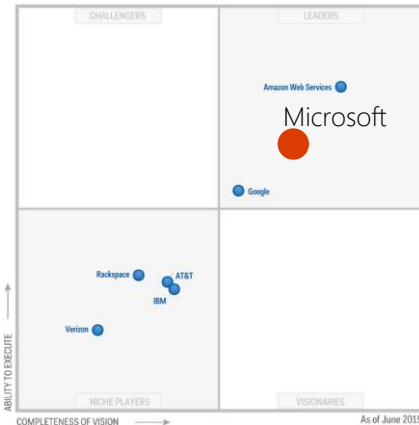 CHALLENGERS
LEADERS
Amazon Web Services
Microsoft
Google
Rackspace
AT&T
IBM
Verizon
ABILITY TO EXECUTE
NICHE PLAYERS
VISIONARIES
COMPLETENESS OF VISION
As of June 2015